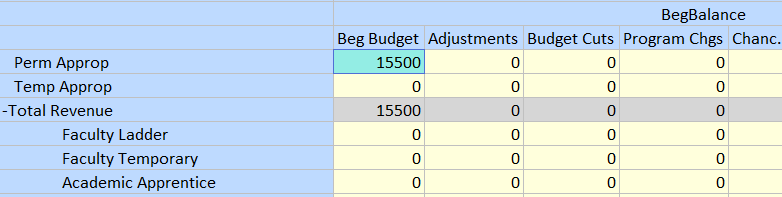 BegBalance
Beg Budget Adjustments Budget Cuts Program Chgs Chanc.
Perm Approp 15500 0 0 0
Temp Approp 0 0 0 0
-Total Revenue 15500 0 0 0
Faculty Ladder 0 0 0 0
Faculty Temporary 0 0 0 0
Academic Apprentice 0 0 0 0